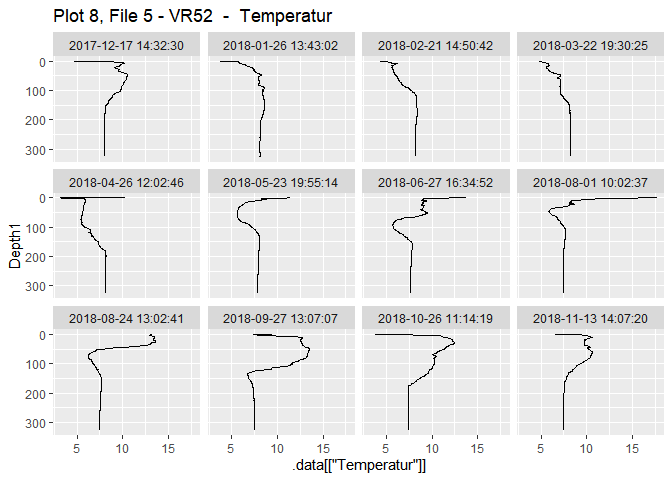 Plot 8, File 5 - VR52  -  Temperatur
2017-12-17 14:32:30 2018-01-26 13:43:02 2018-02-21 14:50:42 2018-03-22 19:30:25
0
100
200
300
2018-04-26 12:02:46 2018-05-23 19:55:14 2018-06-27 16:34:52 2018-08-01 10:02:37
Depth1
0
100
200
300
2018-08-24 13:02:41 2018-09-27 13:07:07 2018-10-26 11:14:19 2018-11-13 14:07:20
0
100
200
300
5 10 15 5 10 15 5 10 15 5 10 15
.data[["Temperatur"]]